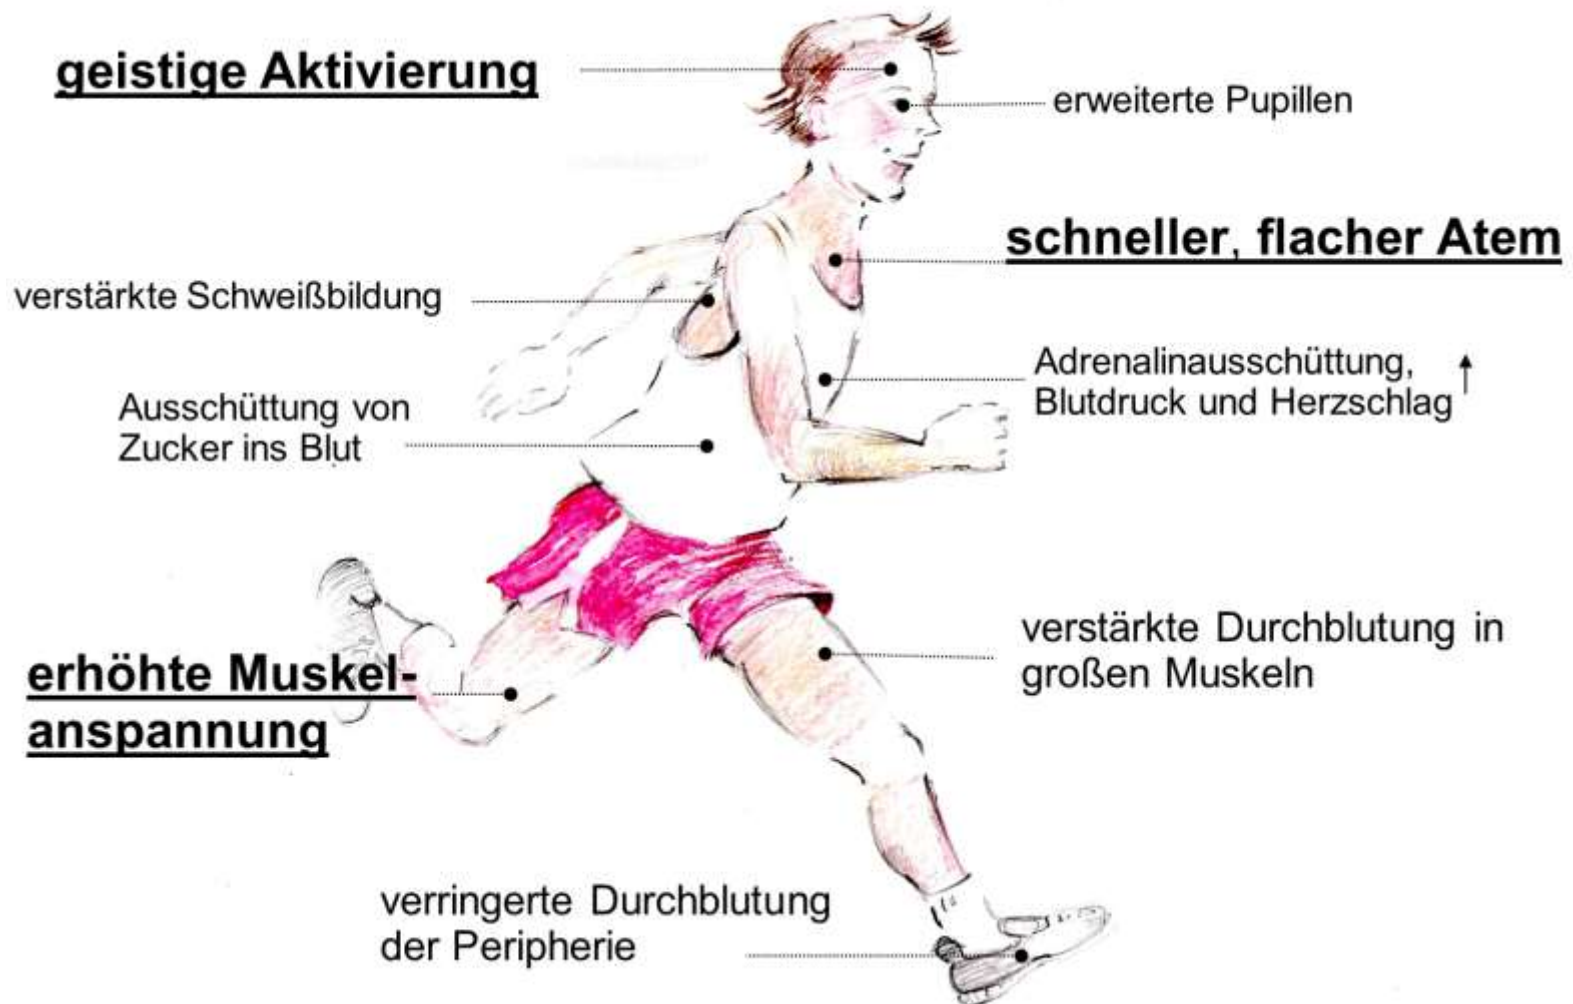 geistige Aktivierung
erweiterte Pupillen
schneller, flacher Atem
verstärkte Schweißbildung
Adrenalinausschüttung,
Blutdruck und Herzschlag ↑
Ausschüttung von
Zucker ins Blut
verstärkte Durchblutung in
großen Muskeln
erhöhte Muskel-
anspannung
verringerte Durchblutung
der Peripherie